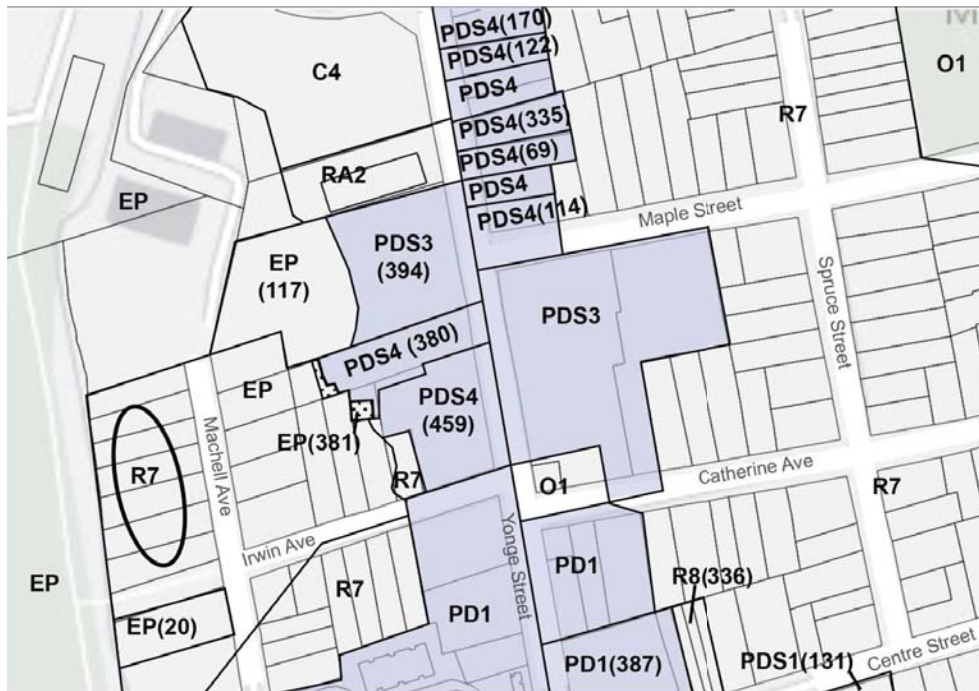 PDS4(170)
PDS4(122)
PDS4
PDS4(335)
PDS4(69)
PDS4
PDS4(114)
C4
RA2
EP
O1
R7
Maple Street
PDS3
(394)
EP
(117)
PDS3
Spruce Street
PDS4 (380)
EP
PDS4
(459)
EP(381)
R7
Machell Ave
R7
O1
Catherine Ave
R7
Irwin Ave
Yonge Street
EP
R7
PD1
R8(336)
EP(20)
PD1
PD1(387)
PDS1(131)
Centre Street